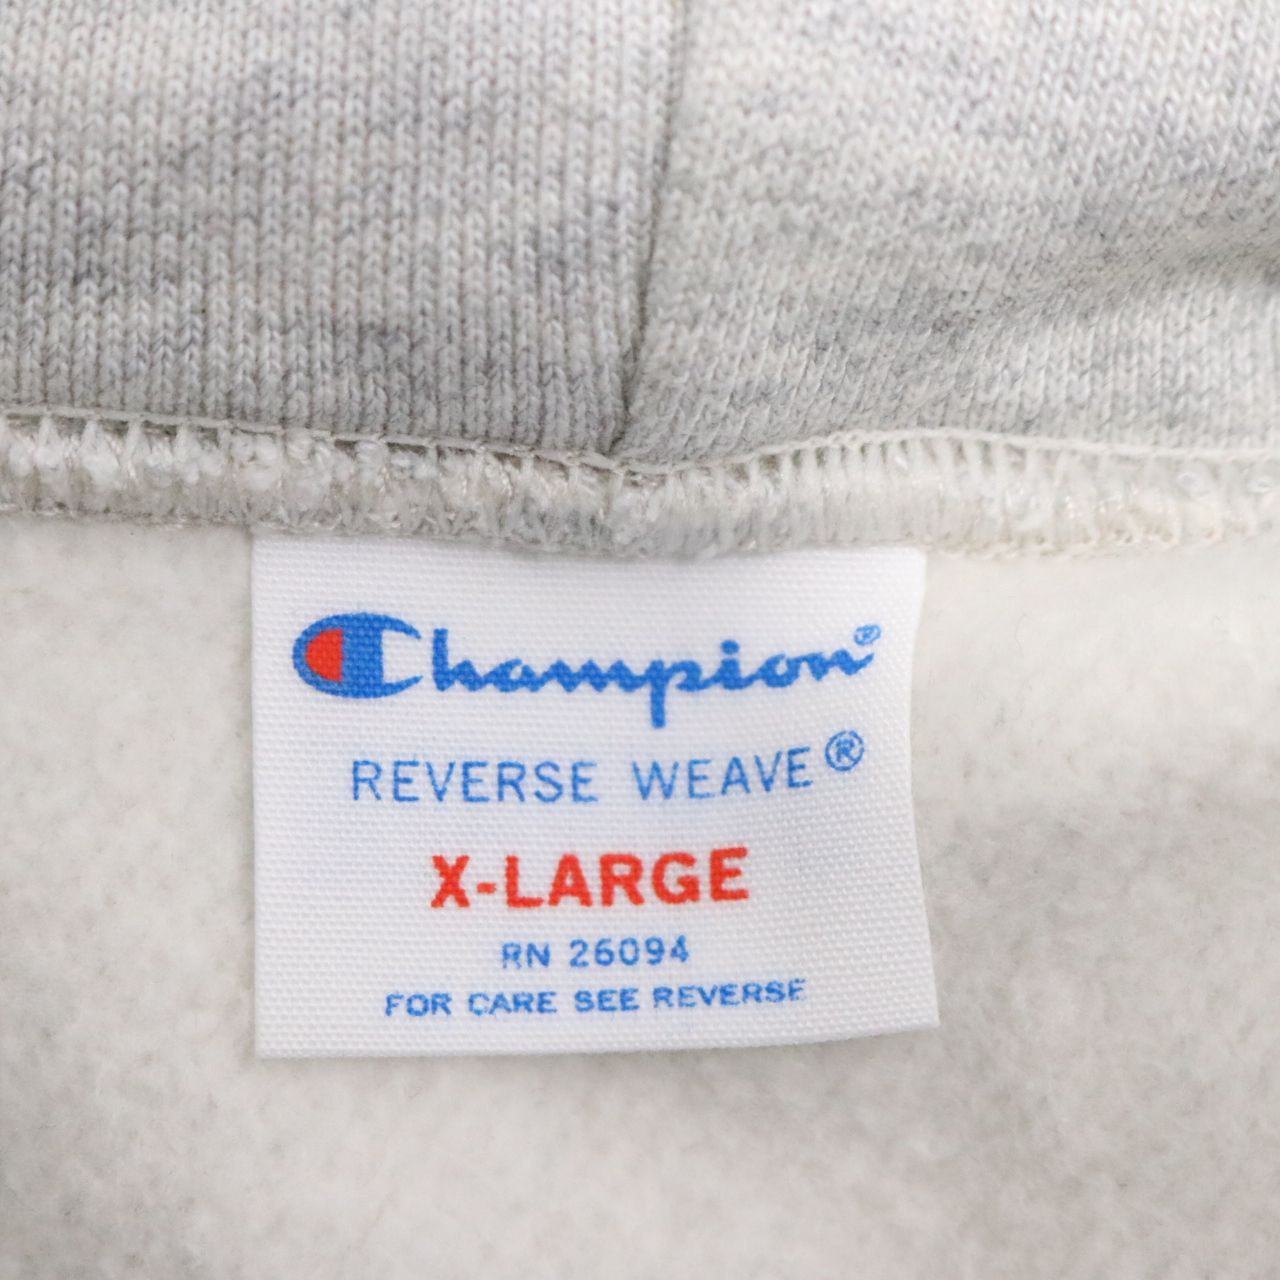 Champion®
REVERSE WEAVE®
X-LARGE
RN 26094
FOR CARE SEE REVERSE